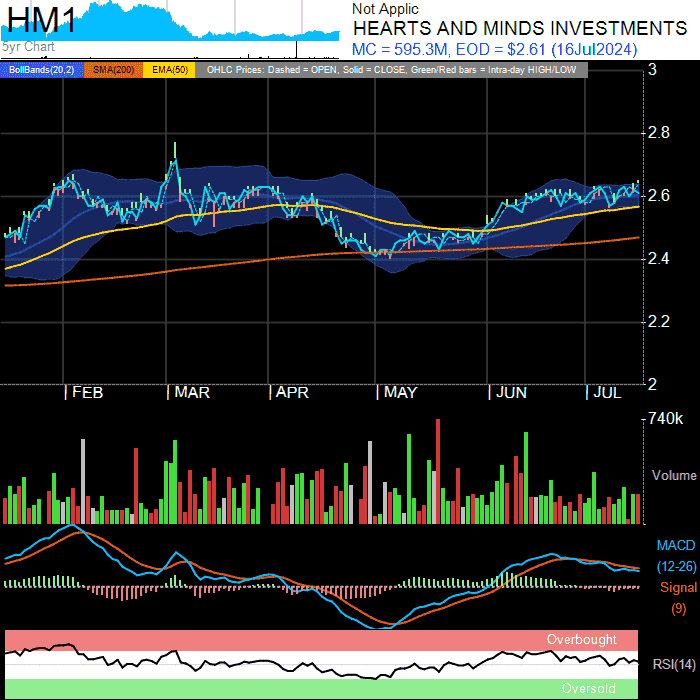 HM1
5yr Chart
Not Applic
HEARTS AND MINDS INVESTMENTS
MC = 595.3M, EOD = $2.61 (16Jul2024)
BollBands(20,2) SMA(200) EMA(50) OHLC Prices: Dashed = OPEN, Solid = CLOSE, Green/Red bars = Intra-day HIGH/LOW
3
2.8
2.6
2.4
2.2
2
| FEB | MAR | APR | MAY | JUN | JUL
740k
Volume
MACD
(12-26)
Signal
(9)
Overbought
RSI(14)
Oversold